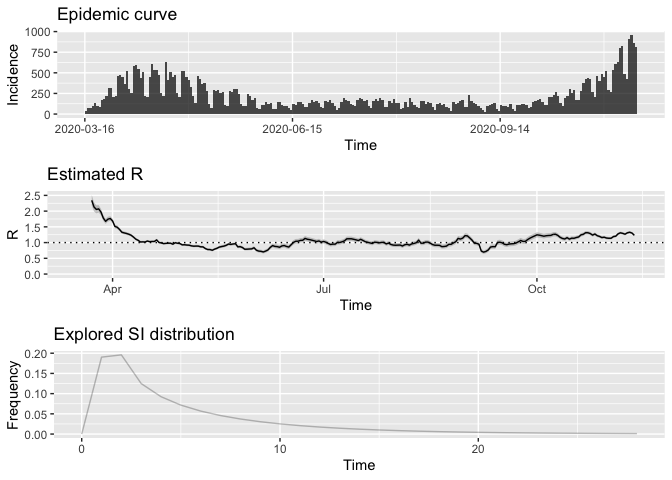 Epidemic curve
Incidence
1000
750
500
250
0
2020-03-16 2020-06-15 2020-09-14
Time
Estimated R
R
2.5
2.0
1.5
1.0
0.5
0.0
Apr Jul Oct
Time
Explored SI distribution
Frequency
0.20
0.15
0.10
0.05
0.00
0 10 20
Time